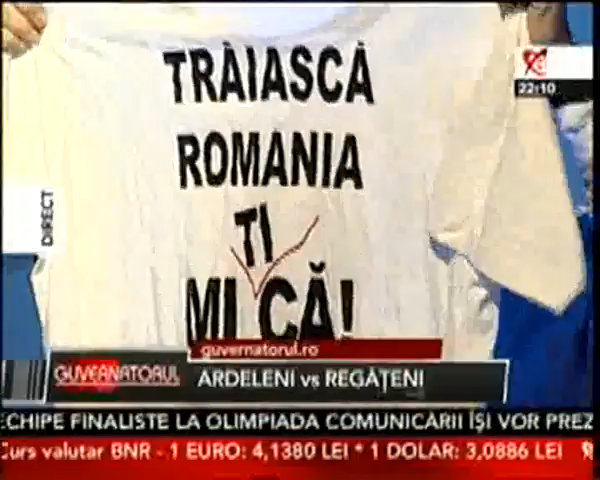 TRĂIASCĂ
22:10
ROMANIA
TI
DIRECT
MI CĂ!
guvernatorul.ro
GUVERNATORUL
ARDELENI vs REGĂȚENI
ECHIPE FINALISTE LA OLIMPIADA COMUNICĂRII ÎȘI VOR PREZ
Curs valutar BNR - 1 EURO: 4,1380 LEI * 1 DOLAR: 3,0886 LEI